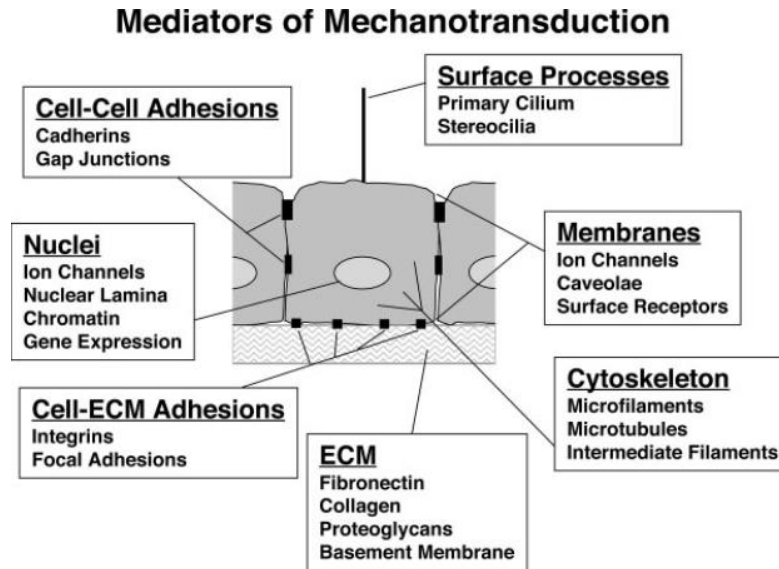 Mediators of Mechanotransduction
Surface Processes
Primary Cilium
Stereocilia
Cell-Cell Adhesions
Cadherins
Gap Junctions
Nuclei
Ion Channels
Nuclear Lamina
Chromatin
Gene Expression
Membranes
Ion Channels
Caveolae
Surface Receptors
Cell-ECM Adhesions
Integrins
Focal Adhesions
ECM
Fibronectin
Collagen
Proteoglycans
Basement Membrane
Cytoskeleton
Microfilaments
Microtubules
Intermediate Filaments